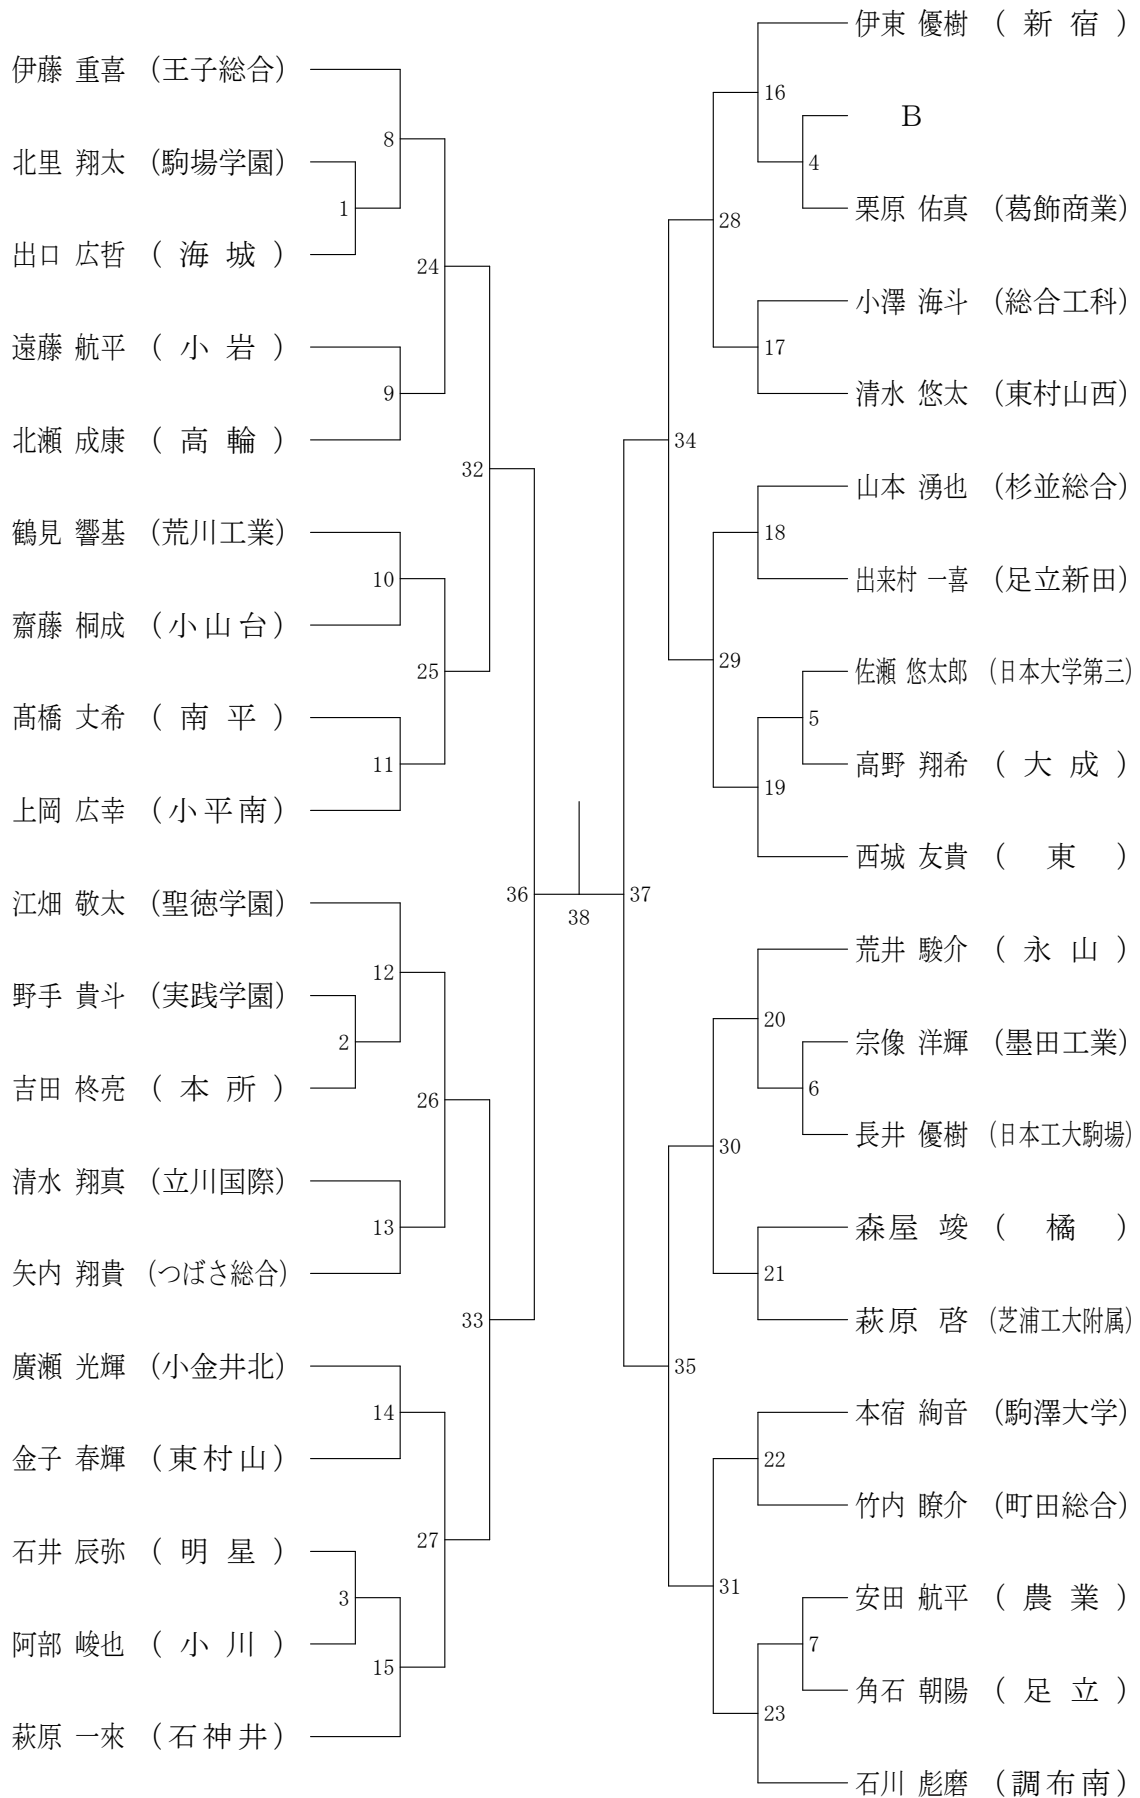 伊藤 重喜 (王子総合)
北里 翔太 (駒場学園)
出口 広哲 ( 海 城 )
遠藤 航平 ( 小 岩 )
北瀬 成康 ( 高 輪 )
鶴見 響基 (荒川工業)
齋藤 桐成 (小山台)
髙橋 丈希 ( 南 平 )
上岡 広幸 (小平南)
江畑 敬太 (聖徳学園)
野手 貴斗 (実践学園)
吉田 柊亮 ( 本 所 )
清水 翔真 (立川国際)
矢内 翔貴 (つばさ総合)
廣瀬 光輝 (小金井北)
金子 春輝 (東村山)
石井 辰弥 ( 明 星 )
阿部 峻也 ( 小 川 )
萩原 一來 (石神井)
1
2
3
8
9
10
11
12
13
14
15
24
25
26
27
32
33
36
38
37
34
35
28
29
30
31
16
17
18
19
20
21
22
23
4
5
6
7
伊東 優樹 ( 新 宿 )
B
栗原 佑真 (葛飾商業)
小澤 海斗 (総合工科)
清水 悠太 (東村山西)
山本 湧也 (杉並総合)
出来村 一喜 (足立新田)
佐瀬 悠太郎 (日本大学第三)
高野 翔希 ( 大 成 )
西城 友貴 ( 東 )
荒井 駿介 ( 永 山 )
宗像 洋輝 (墨田工業)
長井 優樹 (日本工大駒場)
森屋 竣 ( 橘 )
萩原 啓 (芝浦工大附属)
本宿 絢音 (駒澤大学)
竹内 瞭介 (町田総合)
安田 航平 ( 農 業 )
角石 朝陽 ( 足 立 )
石川 彪磨 (調布南)